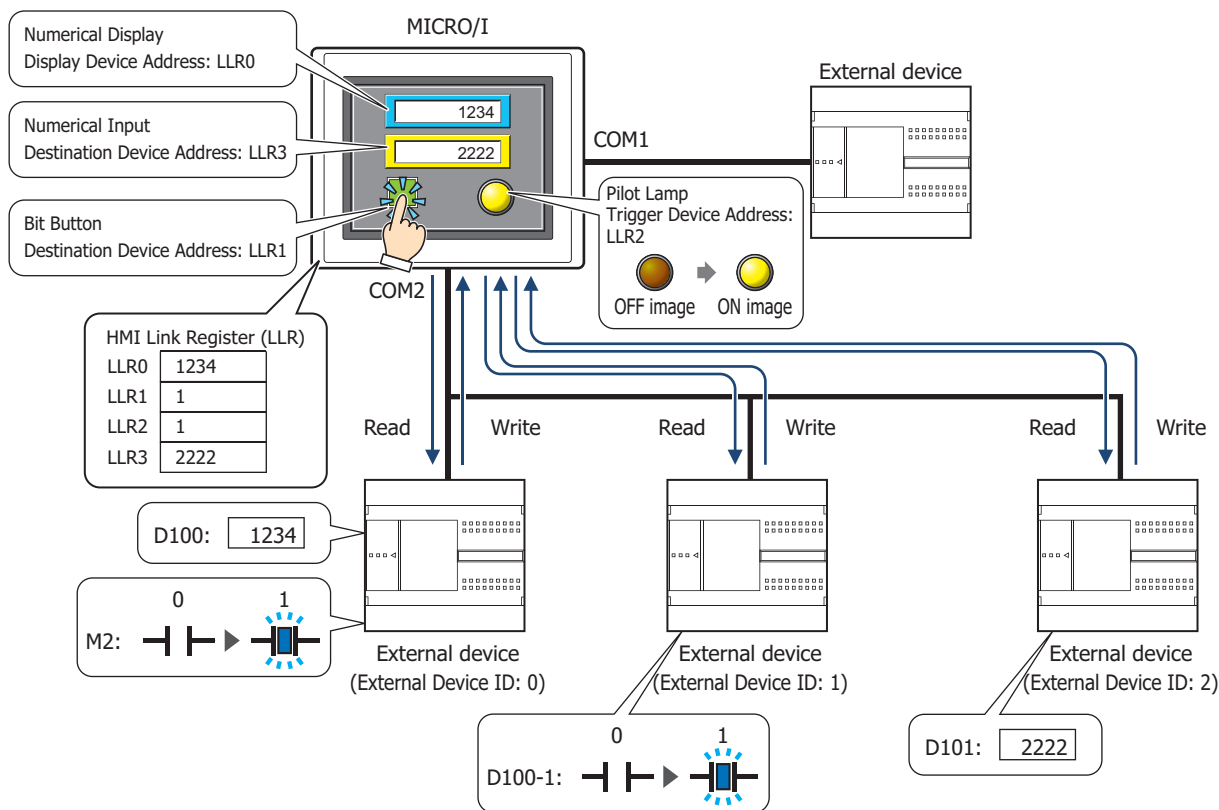 MICRO/I
Numerical Display
Display Device Address: LLR0
1234
External device
Numerical Input
Destination Device Address: LLR3
2222
COM1
Pilot Lamp
Trigger Device Address:
LLR2
OFF image
ON image
Bit Button
Destination Device Address: LLR1
COM2
HMI Link Register (LLR)
LLR0 1234
LLR1 1
LLR2 1
LLR3 2222
Read Write Read Write Read Write
D100: 1234
0 1
M2:
External device
(External Device ID: 0)
External device
(External Device ID: 1)
External device
(External Device ID: 2)
0 1
D100-1:
D101: 2222